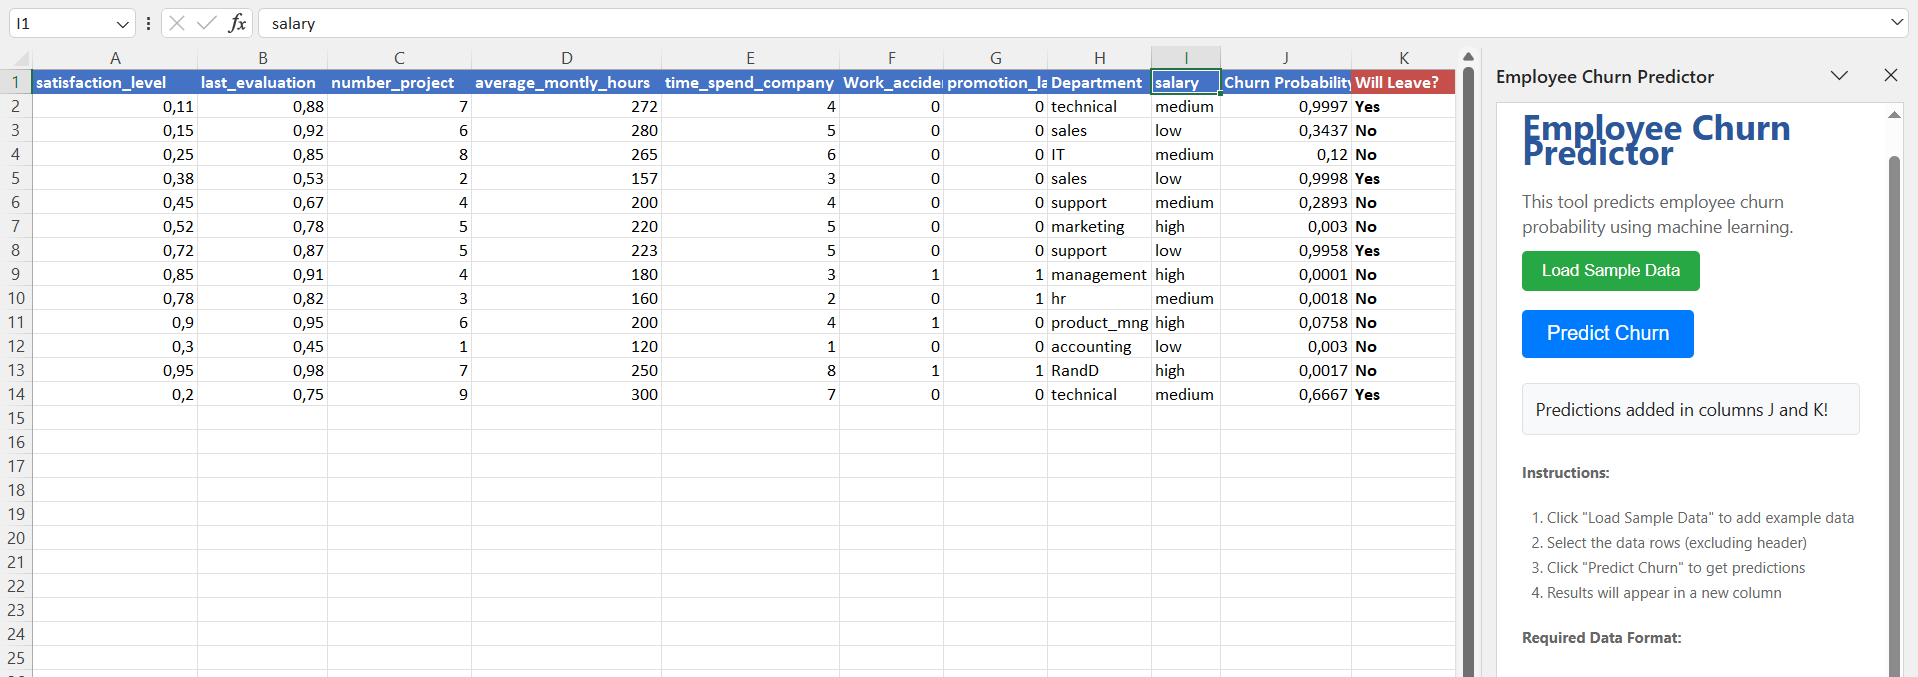 I1 fx salary
A B C D E F G H I J K
1 satisfaction_level last_evaluation number_project average_montly_hours time_spend_company Work_accide promotion_la Department salary Churn Probability Will Leave?
2 0,11 0,88 7 272 4 0 0 technical medium 0,9997 Yes
3 0,15 0,92 6 280 5 0 0 sales low 0,3437 No
4 0,25 0,85 8 265 6 0 0 IT medium 0,12 No
5 0,38 0,53 2 157 3 0 0 sales low 0,9998 Yes
6 0,45 0,67 4 200 4 0 0 support medium 0,2893 No
7 0,52 0,78 5 220 5 0 0 marketing high 0,003 No
8 0,72 0,87 5 223 5 0 0 support low 0,9958 Yes
9 0,85 0,91 4 180 3 1 1 management high 0,0001 No
10 0,78 0,82 3 160 2 0 1 hr medium 0,0018 No
11 0,9 0,95 6 200 4 1 0 product_mng high 0,0758 No
12 0,3 0,45 1 120 1 0 0 accounting low 0,003 No
13 0,95 0,98 7 250 8 1 1 RandD high 0,0017 No
14 0,2 0,75 9 300 7 0 0 technical medium 0,6667 Yes
15
16
17
18
19
20
21
22
23
24
25
Employee Churn Predictor
Employee Churn
Predictor
This tool predicts employee churn
probability using machine learning.
Load Sample Data
Predict Churn
Predictions added in columns J and K!
Instructions:
1. Click "Load Sample Data" to add example data
2. Select the data rows (excluding header)
3. Click "Predict Churn" to get predictions
4. Results will appear in a new column
Required Data Format: